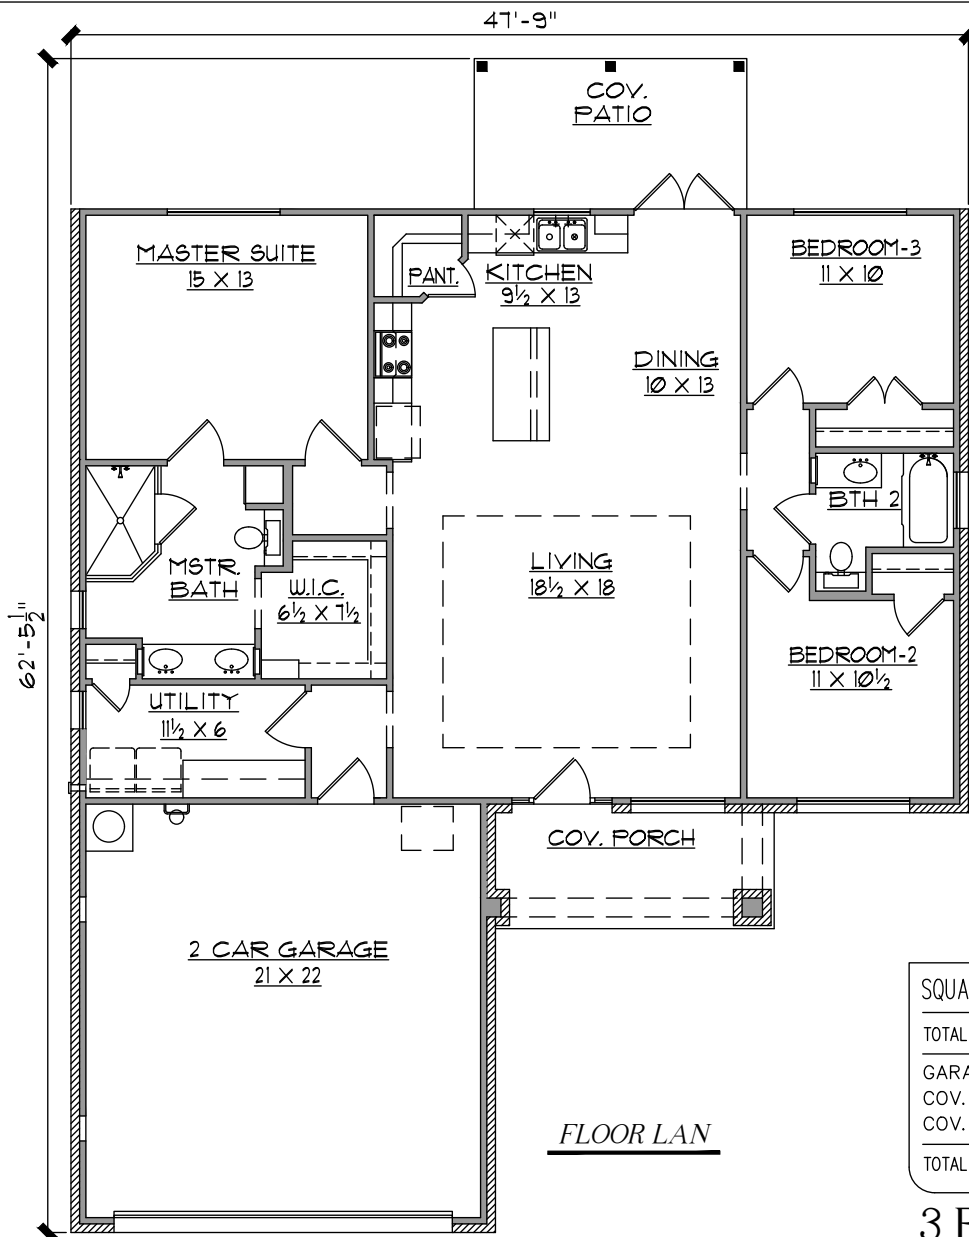 47'-9"
COV.
PATIO
MASTER SUITE
15 X 13
PANT.
KITCHEN
9½ X 13
BEDROOM-3
11 X 10
DINING
10 X 13
BTH 2
MSTR.
BATH
W.I.C.
6½ X 7½
LIVING
18½ X 18
62'-5½"
BEDROOM-2
11 X 10½
UTILITY
11½ X 6
COV. PORCH
2 CAR GARAGE
21 X 22
SQUA
TOTAL
GARA
COV.
COV.
TOTAL
FLOOR LAN
3